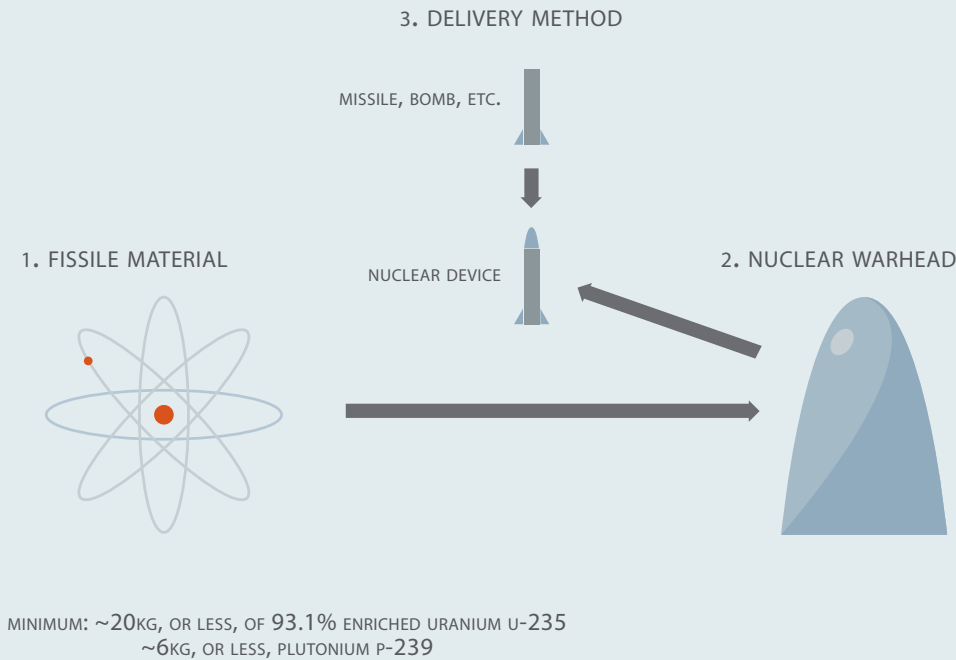 3. DELIVERY METHOD
MISSILE, BOMB, ETC.
1. FISSILE MATERIAL
NUCLEAR DEVICE
2. NUCLEAR WARHEAD
MINIMUM: ~20KG, OR LESS, OF 93.1% ENRICHED URANIUM U-235
~6KG, OR LESS, PLUTONIUM P-239